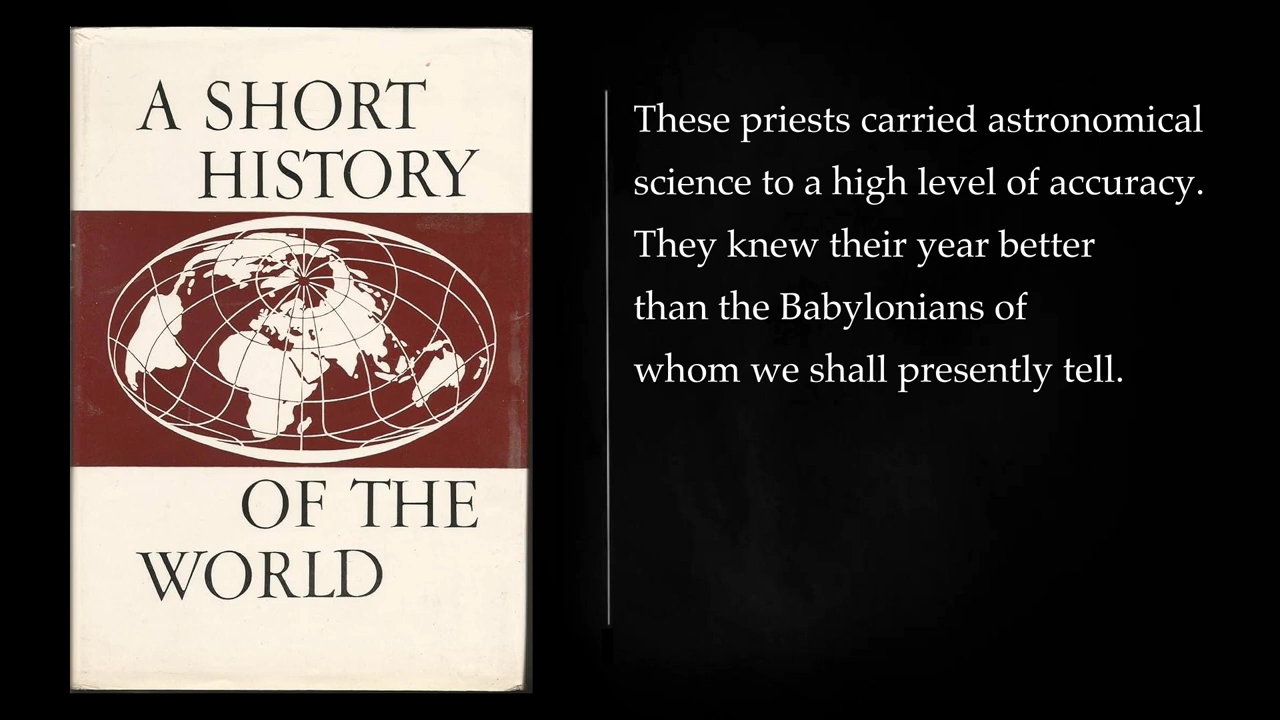 A SHORT
HISTORY
OF THE
WORLD
These priests carried astronomical
science to a high level of accuracy.
They knew their year better
than the Babylonians of
whom we shall presently tell.